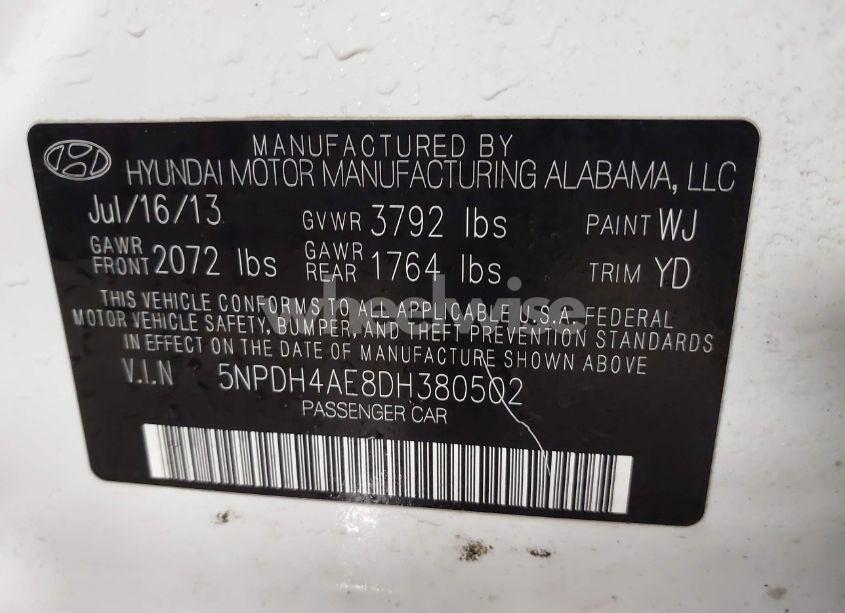 MANUFACTURED BY
HYUNDAI MOTOR MANUFACTURING ALABAMA, LLC
Jul/16/13 GVWR 3792 lbs PAINT WJ
GAWR FRONT 2072 lbs GAWR REAR 1764 lbs TRIM YD
THIS VEHICLE CONFORMS TO ALL APPLICABLE U.S.A. FEDERAL
MOTOR VEHICLE SAFETY, BUMPER, AND THEFT PREVENTION STANDARDS
IN EFFECT ON THE DATE OF MANUFACTURE SHOWN ABOVE
V.I.N 5NPDH4AE8DH380502
PASSENGER CAR
wheelwise